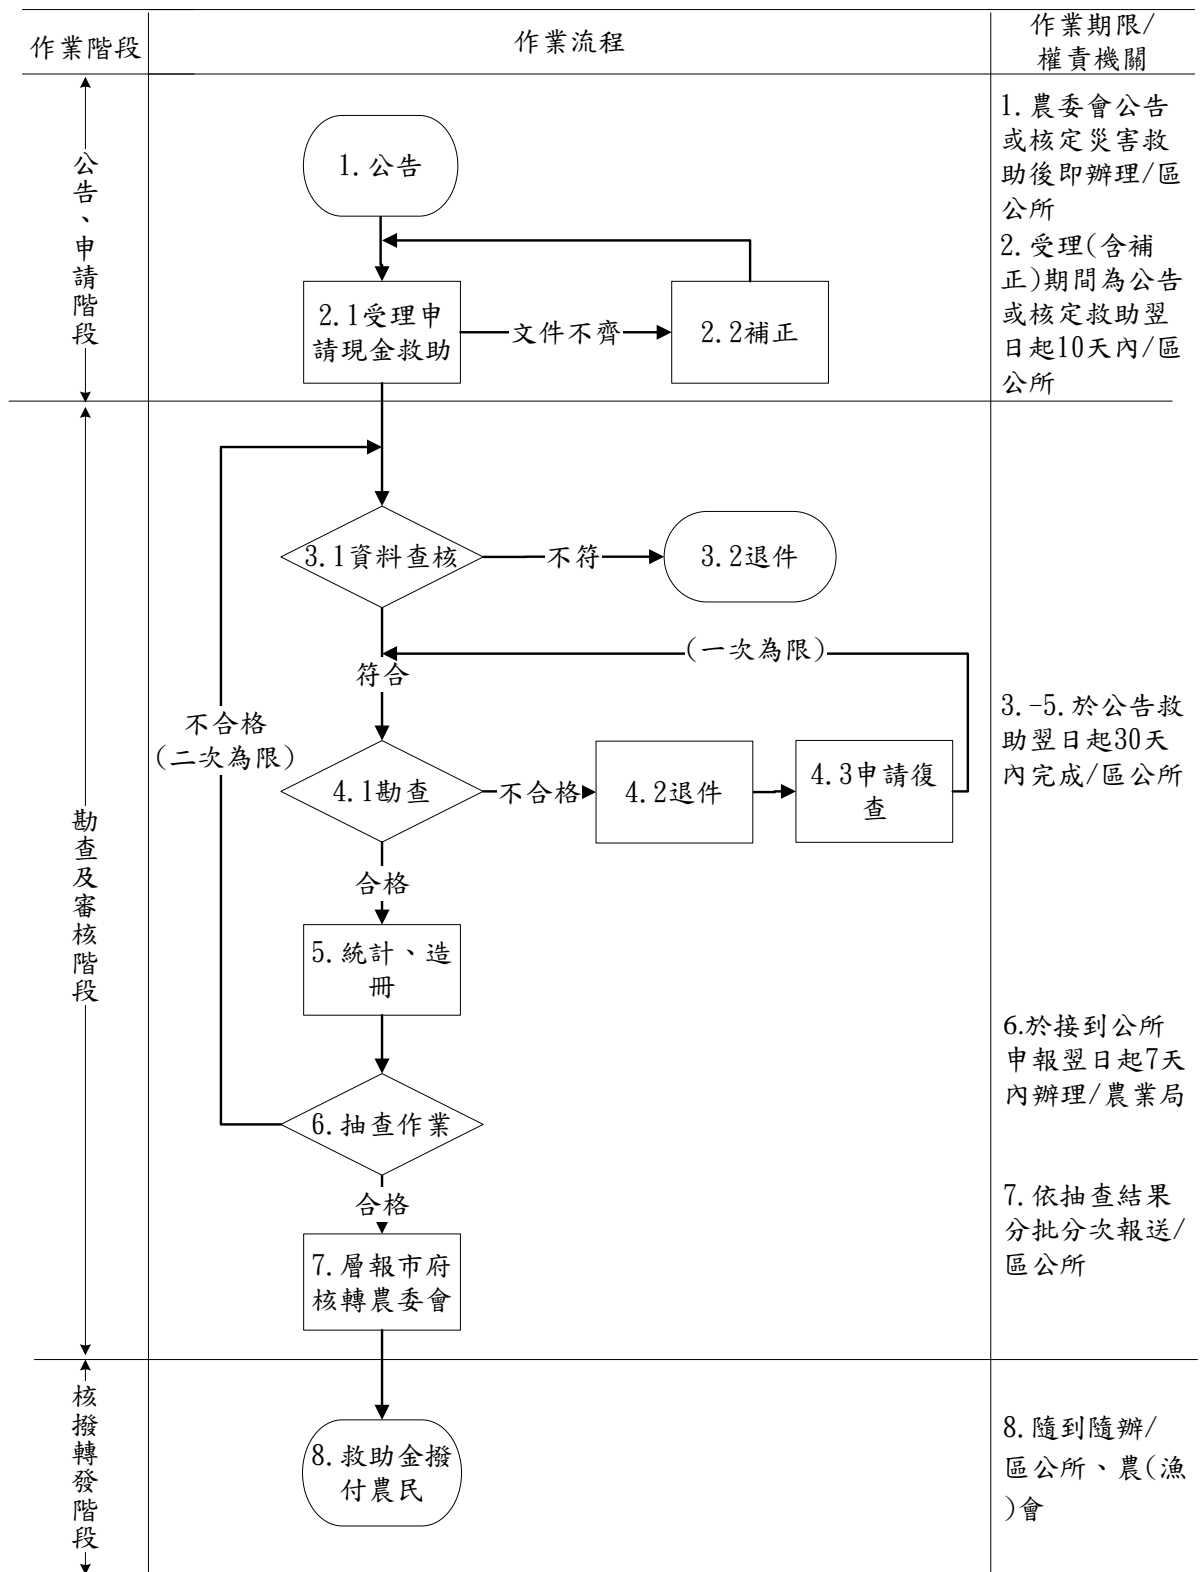 作業階段
作業流程
作業期限/
權責機關
公告、申請階段
1.公告
2.1受理申
請現金救助
文件不齊
2.2補正
1.農委會公告
或核定災害救
助後即辦理/區
公所
2.受理(含補
正)期間為公告
或核定救助翌
日起10天內/區
公所
勘查及審核階段
3.1資料查核
不符
3.2退件
(一次為限)
符合
不合格
(二次為限)
4.1勘查
不合格
4.2退件
4.3申請復
查
合格
5.統計、造
冊
6.抽查作業
合格
7.層報市府
核轉農委會
3.-5.於公告救
助翌日起30天
內完成/區公所
6.於接到公所
申報翌日起7天
內辦理/農業局
7.依抽查結果
分批分次報送/
區公所
核撥轉發階段
8.救助金撥
付農民
8.隨到隨辦/
區公所、農(漁
)會